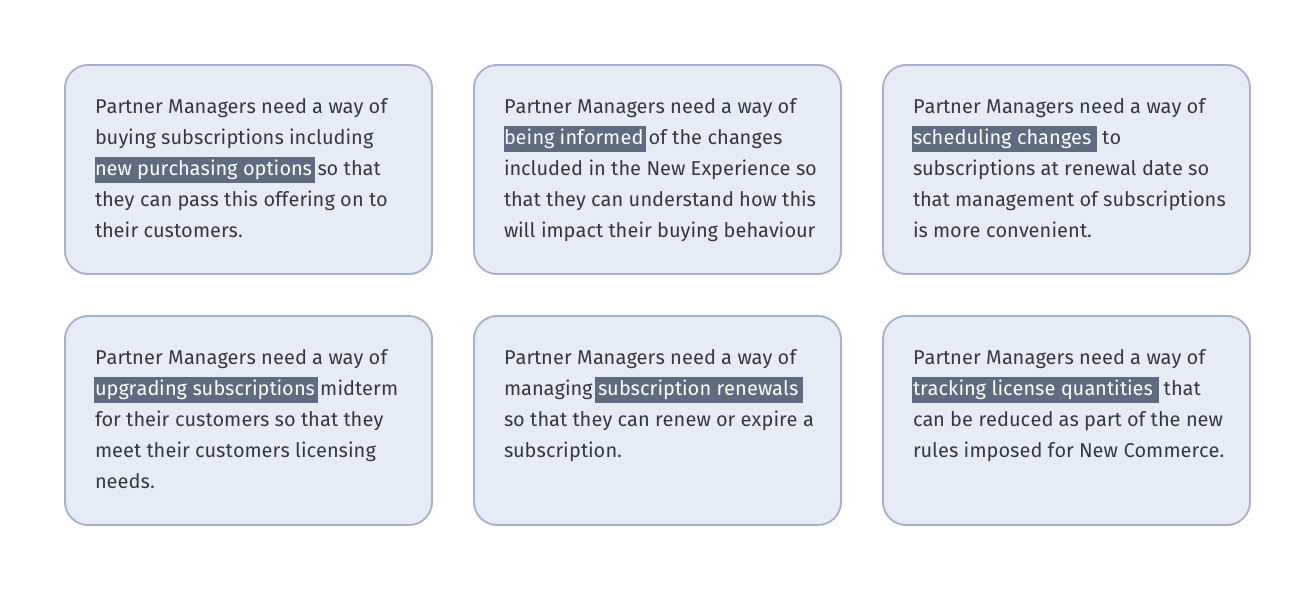 Partner Managers need a way of
buying subscriptions including
new purchasing options so that
they can pass this offering on to
their customers.
Partner Managers need a way of
being informed of the changes
included in the New Experience so
that they can understand how this
will impact their buying behaviour
Partner Managers need a way of
scheduling changes to
subscriptions at renewal date so
that management of subscriptions
is more convenient.
Partner Managers need a way of
upgrading subscriptions midterm
for their customers so that they
meet their customers licensing
needs.
Partner Managers need a way of
managing subscription renewals
so that they can renew or expire a
subscription.
Partner Managers need a way of
tracking license quantities that
can be reduced as part of the new
rules imposed for New Commerce.